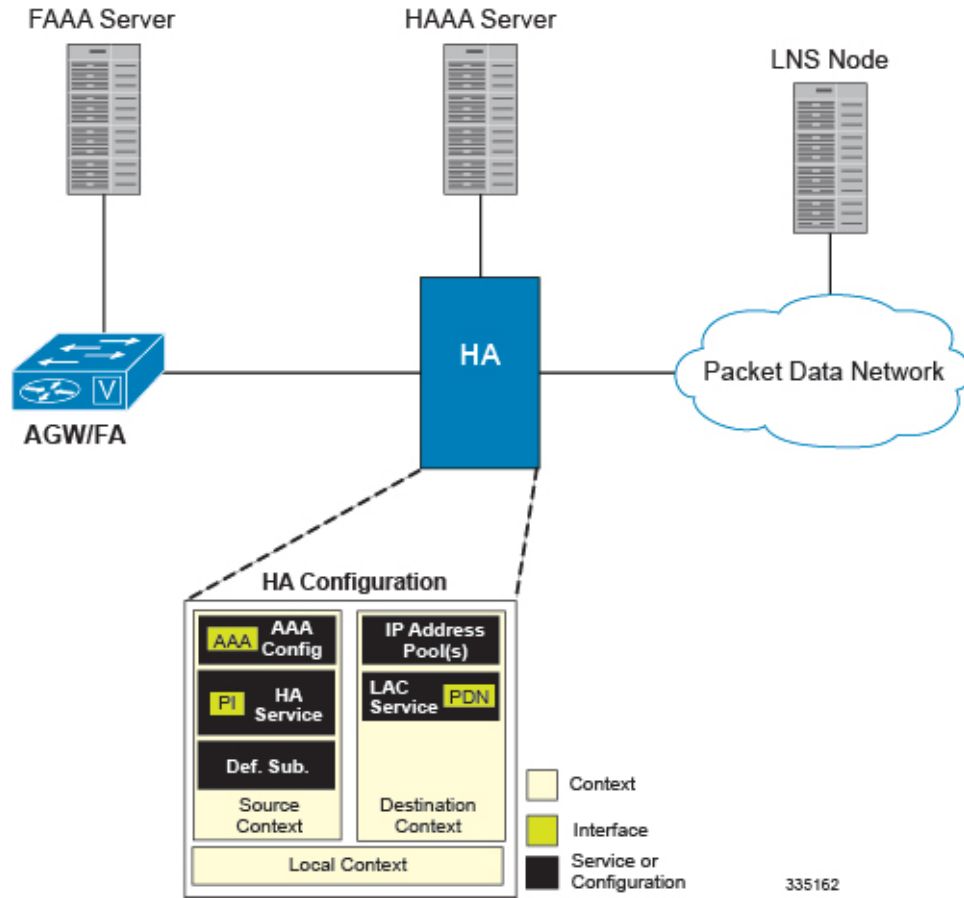 FAAA Server
HAAA Server
LNS Node
HA
Packet Data Network
V
AGW/FA
HA Configuration
AAA
AAA
Config
IP Address
Pool(s)
PI
HA
Service
LAC
Service
PDN
Def. Sub.
Source
Context
Destination
Context
Local Context
Context
Interface
Service or
Configuration
335162